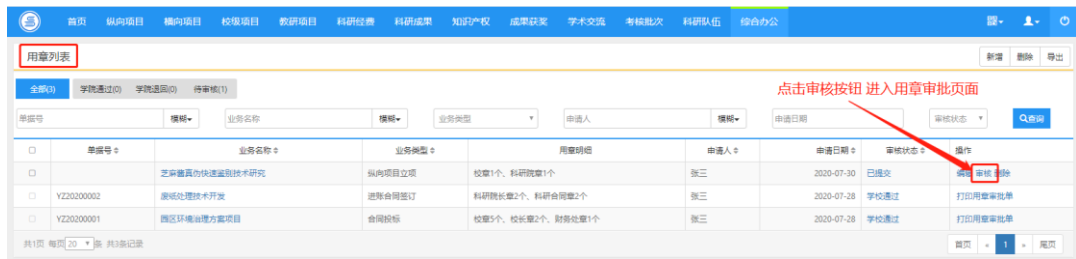 首页 纵向项目 横向项目 校级项目 教研项目 科研经费 科研成果 知识产权 成果获奖 学术交流 考核批次 科研队伍 综合办公
用章列表 新增 删除 导出
全部(3) 学院通过(0) 学院退回(0) 待审核(1)
点击审核按钮 进入用章审批页面
单据号 模糊 业务名称 模糊 业务类型 申请人 模糊 申请日期 审核状态 查询
单据号 业务名称 业务类型 用章明细 申请人 申请日期 审核状态 操作
芝麻酱真伪快速鉴别技术研究 纵向项目立项 校章1个、科研院章1个 张三 2020-07-30 已提交 编辑 审核 删除
YZ20200002 废纸处理技术开发 进账合同签订 科研院长章2个、科研合同章2个 张三 2020-07-28 学校通过 打印用章审批单
YZ20200001 园区环境治理方案项目 合同投标 校章5个、校长章2个、财务处章1个 张三 2020-07-28 学校通过 打印用章审批单
共1页 每页 20 条 共3条记录 首页 « 1 » 尾页